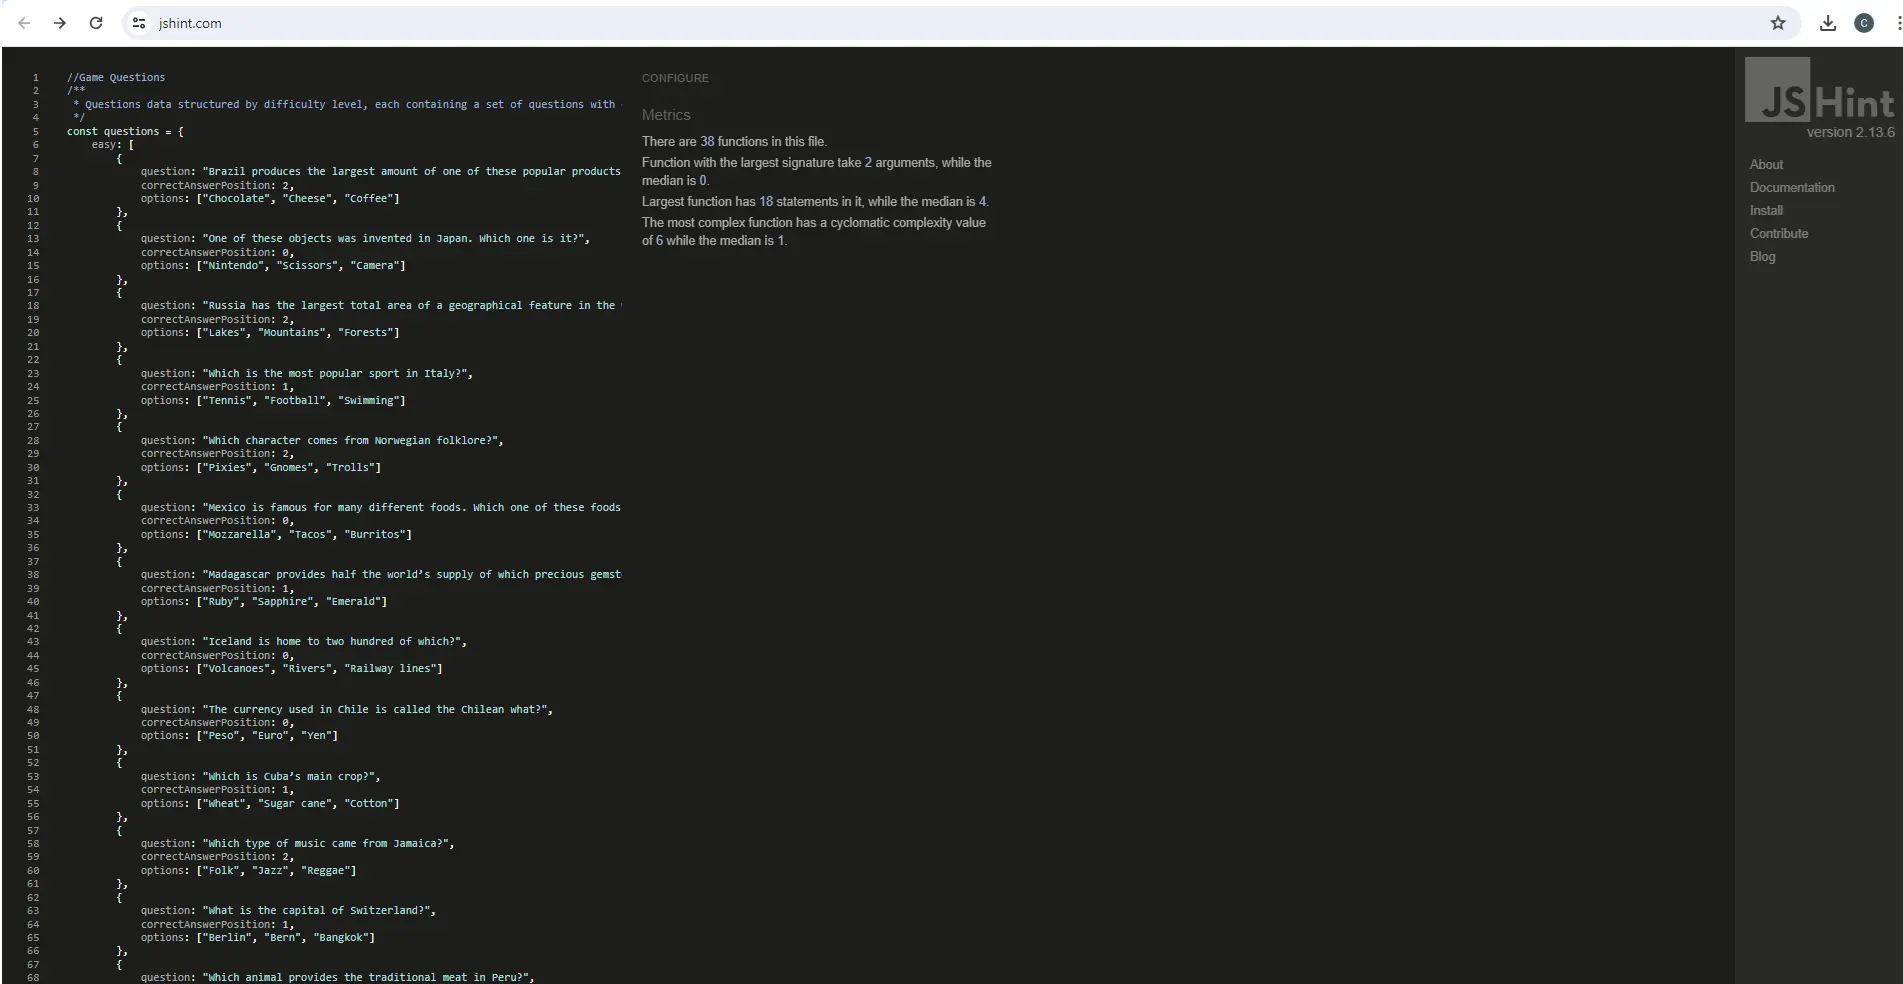 jshint.com
C
1 //Game Questions
2 /**
3 * Questions data structured by difficulty level, each containing a set of questions with
4 */
5 const questions = {
6 easy: [
7 {
8 question: "Brazil produces the largest amount of one of these popular products
9 correctAnswerPosition: 2,
10 options: ["Chocolate", "Cheese", "Coffee"]
11 },
12 {
13 question: "One of these objects was invented in Japan. Which one is it?",
14 correctAnswerPosition: 0,
15 options: ["Nintendo", "Scissors", "Camera"]
16 },
17 {
18 question: "Russia has the largest total area of a geographical feature in the
19 correctAnswerPosition: 2,
20 options: ["Lakes", "Mountains", "Forests"]
21 },
22 {
23 question: "Which is the most popular sport in Italy?",
24 correctAnswerPosition: 1,
25 options: ["Tennis", "Football", "Swimming"]
26 },
27 {
28 question: "Which character comes from Norwegian folklore?",
29 correctAnswerPosition: 2,
30 options: ["Pixies", "Gnomes", "Trolls"]
31 },
32 {
33 question: "Mexico is famous for many different foods. Which one of these foods
34 correctAnswerPosition: 0,
35 options: ["Mozzarella", "Tacos", "Burritos"]
36 },
37 {
38 question: "Madagascar provides half the world’s supply of which precious gemst
39 correctAnswerPosition: 1,
40 options: ["Ruby", "Sapphire", "Emerald"]
41 },
42 {
43 question: "Iceland is home to two hundred of which?",
44 correctAnswerPosition: 0,
45 options: ["Volcanoes", "Rivers", "Railway lines"]
46 },
47 {
48 question: "The currency used in Chile is called the Chilean what?",
49 correctAnswerPosition: 0,
50 options: ["Peso", "Euro", "Yen"]
51 },
52 {
53 question: "Which is Cuba’s main crop?",
54 correctAnswerPosition: 1,
55 options: ["Wheat", "Sugar cane", "Cotton"]
56 },
57 {
58 question: "Which type of music came from Jamaica?",
59 correctAnswerPosition: 2,
60 options: ["Folk", "Jazz", "Reggae"]
61 },
62 {
63 question: "What is the capital of Switzerland?",
64 correctAnswerPosition: 1,
65 options: ["Berlin", "Bern", "Bangkok"]
66 },
67 {
68 question: "Which animal provides the traditional meat in Peru?",
CONFIGURE
Metrics
There are 38 functions in this file.
Function with the largest signature take 2 arguments, while the
median is 0.
Largest function has 18 statements in it, while the median is 4.
The most complex function has a cyclomatic complexity value
of 6 while the median is 1.
JSHint
version 2.13.6
About
Documentation
Install
Contribute
Blog